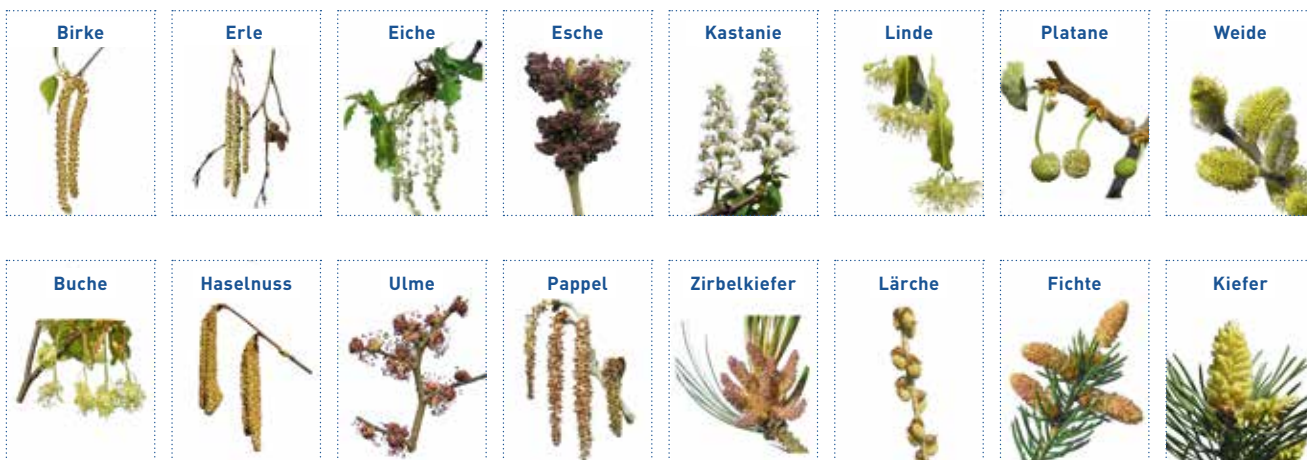 Birke Erle Eiche Esche Kastanie Linde Platane Weide
Buche Haselnuss Ulme Pappel Zirbelkiefer Lärche Fichte Kiefer